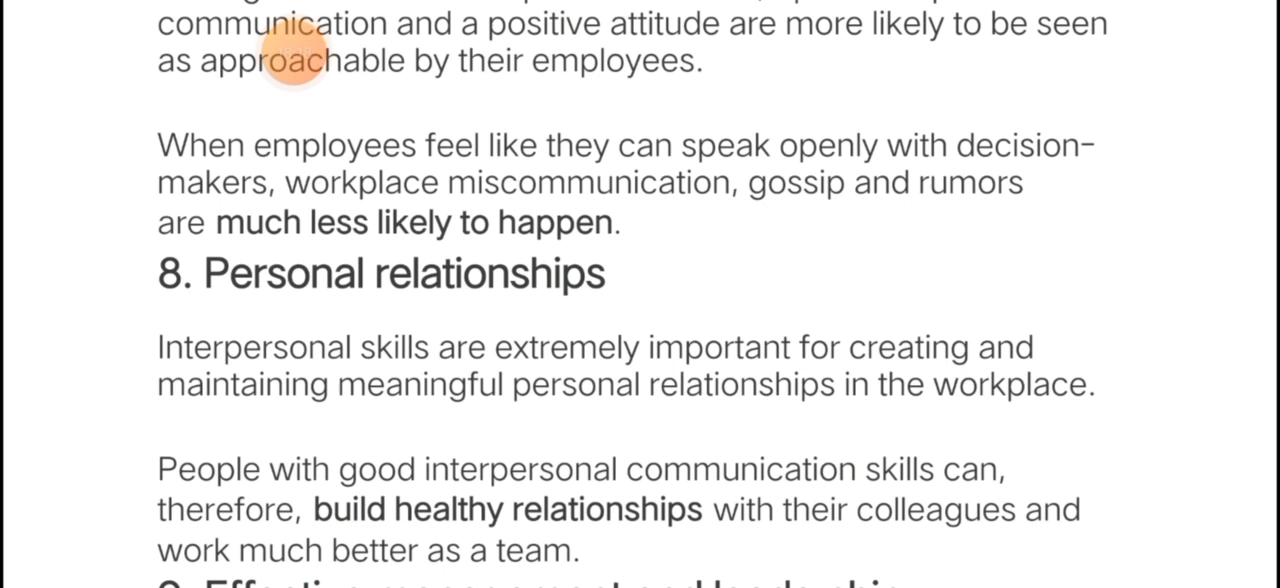 communication and a positive attitude are more likely to be seen
as approachable by their employees.
When employees feel like they can speak openly with decision-
makers, workplace miscommunication, gossip and rumors
are much less likely to happen.
8. Personal relationships
Interpersonal skills are extremely important for creating and
maintaining meaningful personal relationships in the workplace.
People with good interpersonal communication skills can,
therefore, build healthy relationships with their colleagues and
work much better as a team.